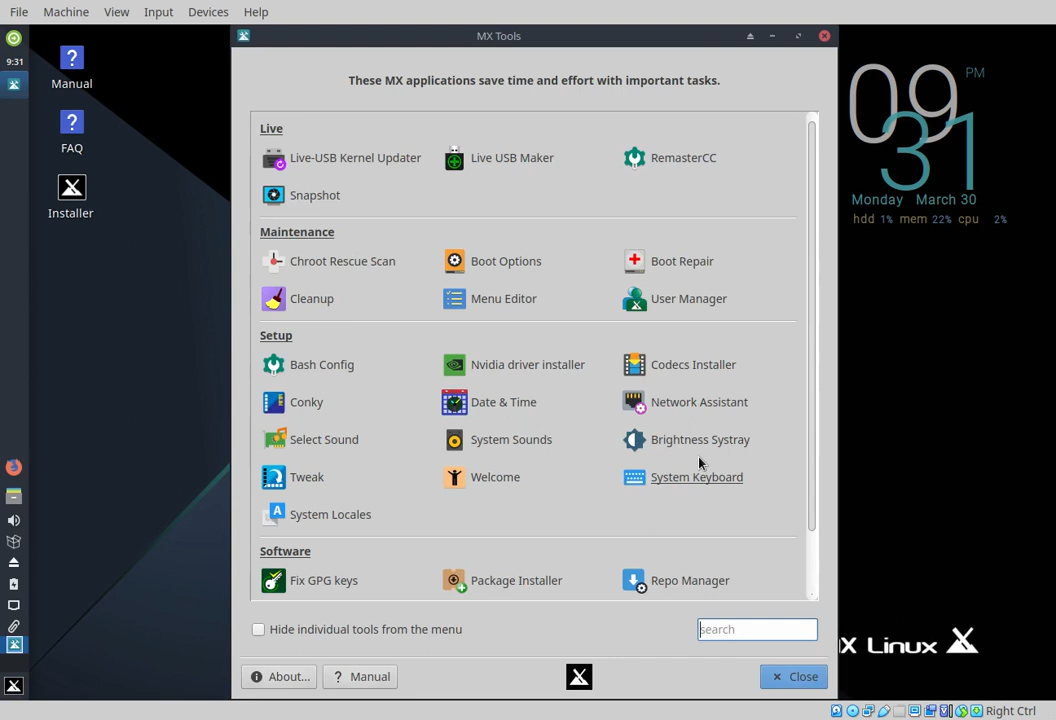 File Machine View Input Devices Help
MX Tools
9:31
Manual
FAQ
Installer
These MX applications save time and effort with important tasks.
Live
Live-USB Kernel Updater Live USB Maker RemasterCC
Snapshot
Maintenance
Chroot Rescue Scan Boot Options Boot Repair
Cleanup Menu Editor User Manager
Setup
Bash Config Nvidia driver installer Codecs Installer
Conky Date & Time Network Assistant
Select Sound System Sounds Brightness Systray
Tweak Welcome System Keyboard
System Locales
Software
Fix GPG keys Package Installer Repo Manager
Hide individual tools from the menu search
About... ? Manual Close
09 PM
31
Monday March 30
hdd 1% mem 22% cpu 2%
X Linux
Right Ctrl